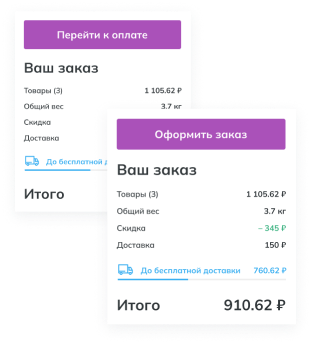 Перейти к оплате
Ваш заказ
Товары (3) 1 105.62 ₽
Общий вес 3.7 кг
Скидка
Доставка
До бесплатной д
Итого
Оформить заказ
Ваш заказ
Товары (3) 1 105.62 ₽
Общий вес 3.7 кг
Скидка – 345 ₽
Доставка 150 ₽
До бесплатной доставки 760.62 ₽
Итого 910.62 ₽